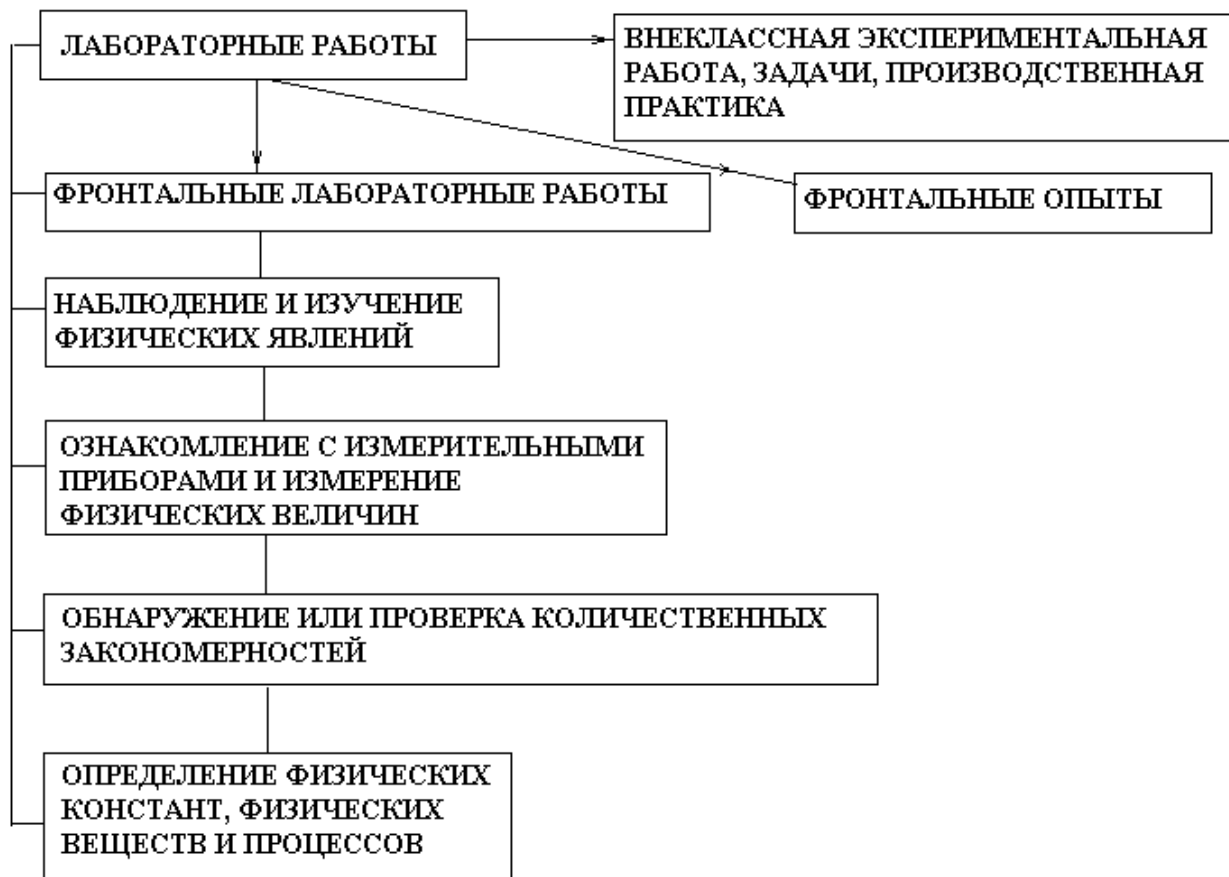 ЛАБОРАТОРНЫЕ РАБОТЫ
ВНЕКЛАССНАЯ ЭКСПЕРИМЕНТАЛЬНАЯ
РАБОТА, ЗАДАЧИ, ПРОИЗВОДСТВЕННАЯ
ПРАКТИКА
ФРОНТАЛЬНЫЕ ЛАБОРАТОРНЫЕ РАБОТЫ
ФРОНТАЛЬНЫЕ ОПЫТЫ
НАБЛЮДЕНИЕ И ИЗУЧЕНИЕ
ФИЗИЧЕСКИХ ЯВЛЕНИЙ
ОЗНАКОМЛЕНИЕ С ИЗМЕРИТЕЛЬНЫМИ
ПРИБОРАМИ И ИЗМЕРЕНИЕ
ФИЗИЧЕСКИХ ВЕЛИЧИН
ОБНАРУЖЕНИЕ ИЛИ ПРОВЕРКА КОЛИЧЕСТВЕННЫХ
ЗАКОНОМЕРНОСТЕЙ
ОПРЕДЕЛЕНИЕ ФИЗИЧЕСКИХ
КОНСТАНТ, ФИЗИЧЕСКИХ
ВЕЩЕСТВ И ПРОЦЕССОВ